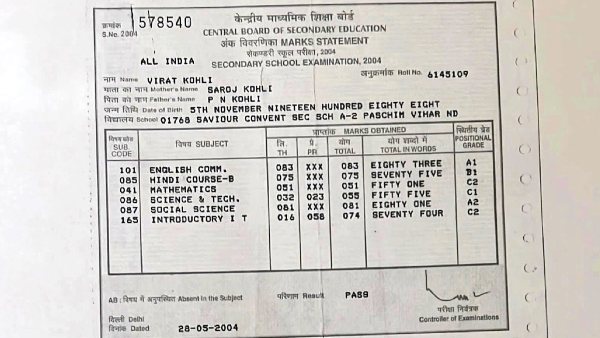 क्रमांक 578540
S.No. 2004
केन्द्रीय माध्यमिक शिक्षा बोर्ड
CENTRAL BOARD OF SECONDARY EDUCATION
अंक विवरणिका MARKS STATEMENT
सेकण्डरी स्कूल परीक्षा, 2004
ALL INDIA SECONDARY SCHOOL EXAMINATION, 2004
नाम Name VIRAT KOHLI अनुक्रमांक Roll No. 6145109
माता का नाम Mother's Name SAROJ KOHLI
पिता का नाम Father's Name P N KOHLI
जन्म तिथि Date of Birth 5TH NOVEMBER NINETEEN HUNDRED EIGHTY EIGHT
विद्यालय School 01768 SAVIOUR CONVENT SEC SCH A-2 PASCHIM VIHAR ND
विषय कोड SUB. CODE विषय SUBJECT प्राप्तांक MARKS OBTAINED लि. TH प्रै. PR योग TOTAL योग शब्दों में TOTAL IN WORDS स्थितीय ग्रेड POSITIONAL GRADE
101 ENGLISH COMM. 083 XXX 083 EIGHTY THREE A1
085 HINDI COURSE-B 075 XXX 075 SEVENTY FIVE B1
041 MATHEMATICS 051 XXX 051 FIFTY ONE C2
086 SCIENCE & TECH. 032 023 055 FIFTY FIVE C1
087 SOCIAL SCIENCE 081 XXX 081 EIGHTY ONE A2
165 INTRODUCTORY I T 016 058 074 SEVENTY FOUR C2
AB : विषय में अनुपस्थित Absent in the Subject परिणाम Result PASS
दिल्ली Delhi
दिनांक Dated 28-05-2004
परीक्षा नियंत्रक
Controller of Examinations